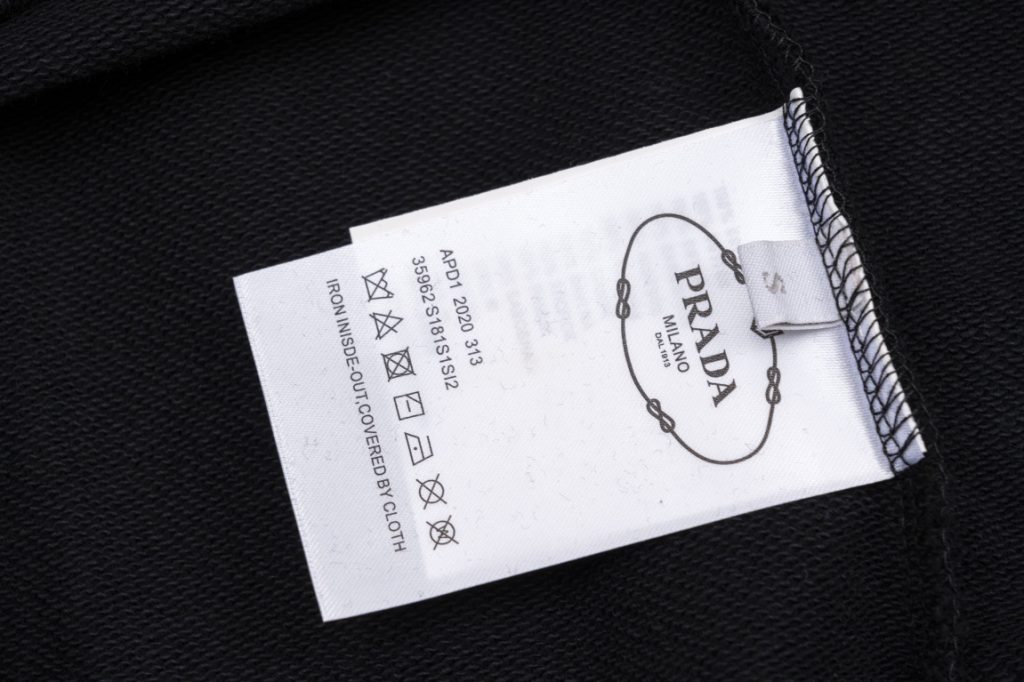 S
PRADA
MILANO
DAL 1913
APD1 2020 313
35962 S181S1SI2
IRON INISDE-OUT,COVERED BY CLOTH